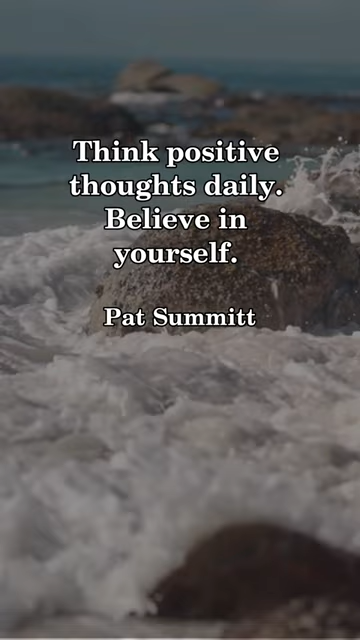 Think positive
thoughts daily.
Believe in
yourself.
Pat Summitt